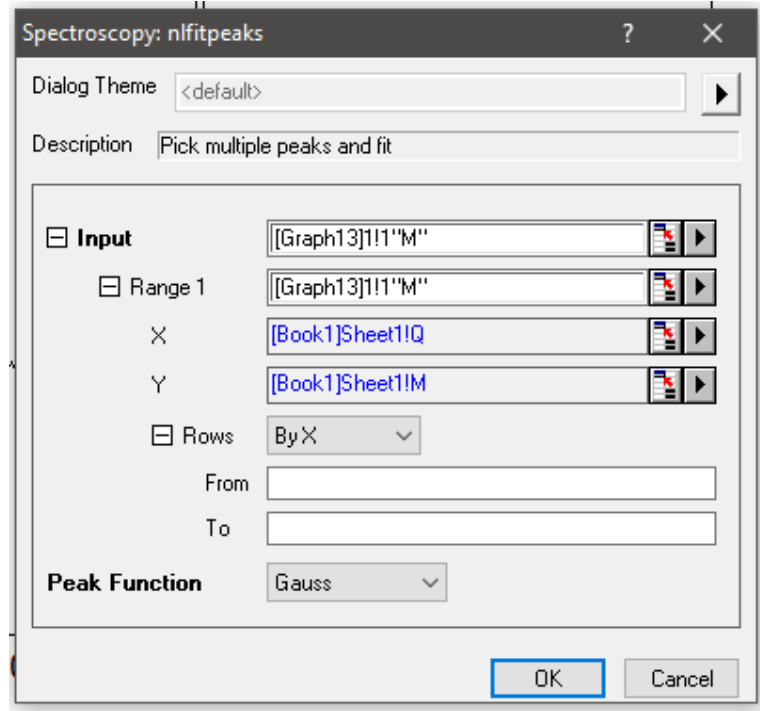 Spectroscopy: nlfitpeaks ? ×
Dialog Theme <default>
Description Pick multiple peaks and fit
Input [Graph13]1!1"M"
Range 1 [Graph13]1!1"M"
X [Book1]Sheet1!Q
Y [Book1]Sheet1!M
Rows By X
From
To
Peak Function Gauss
OK Cancel